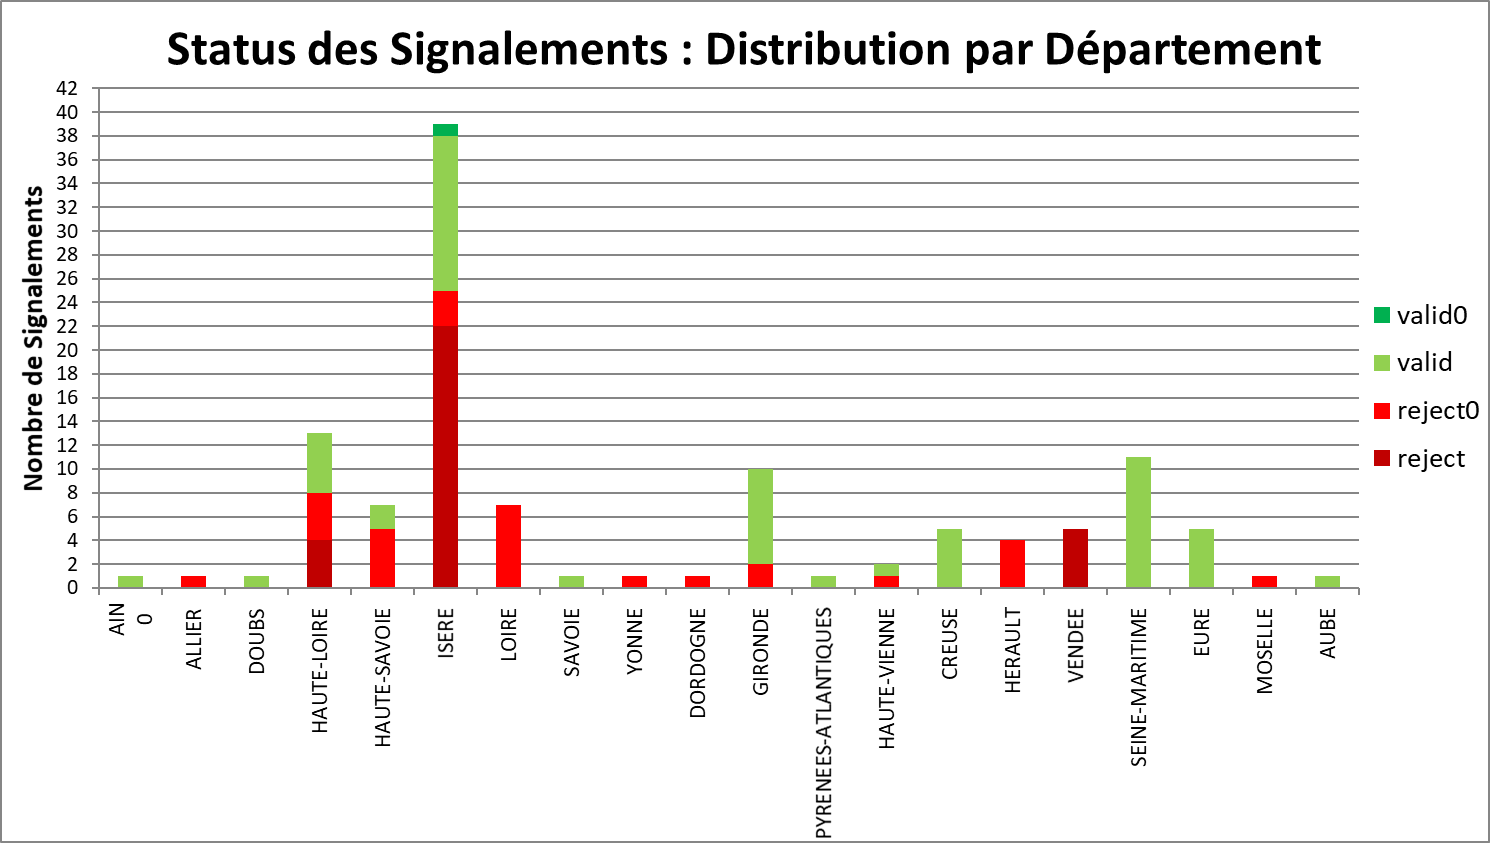 Status des Signalements : Distribution par Département
Nombre de Signalements
42
40
38
36
34
32
30
28
26
24
22
20
18
16
14
12
10
8
6
4
2
0
AIN
0
ALLIER
DOUBS
HAUTE-LOIRE
HAUTE-SAVOIE
ISERE
LOIRE
SAVOIE
YONNE
DORDOGNE
GIRONDE
PYRENEES-ATLANTIQUES
HAUTE-VIENNE
CREUSE
HERAULT
VENDEE
SEINE-MARITIME
EURE
MOSELLE
AUBE
valid0
valid
reject0
reject